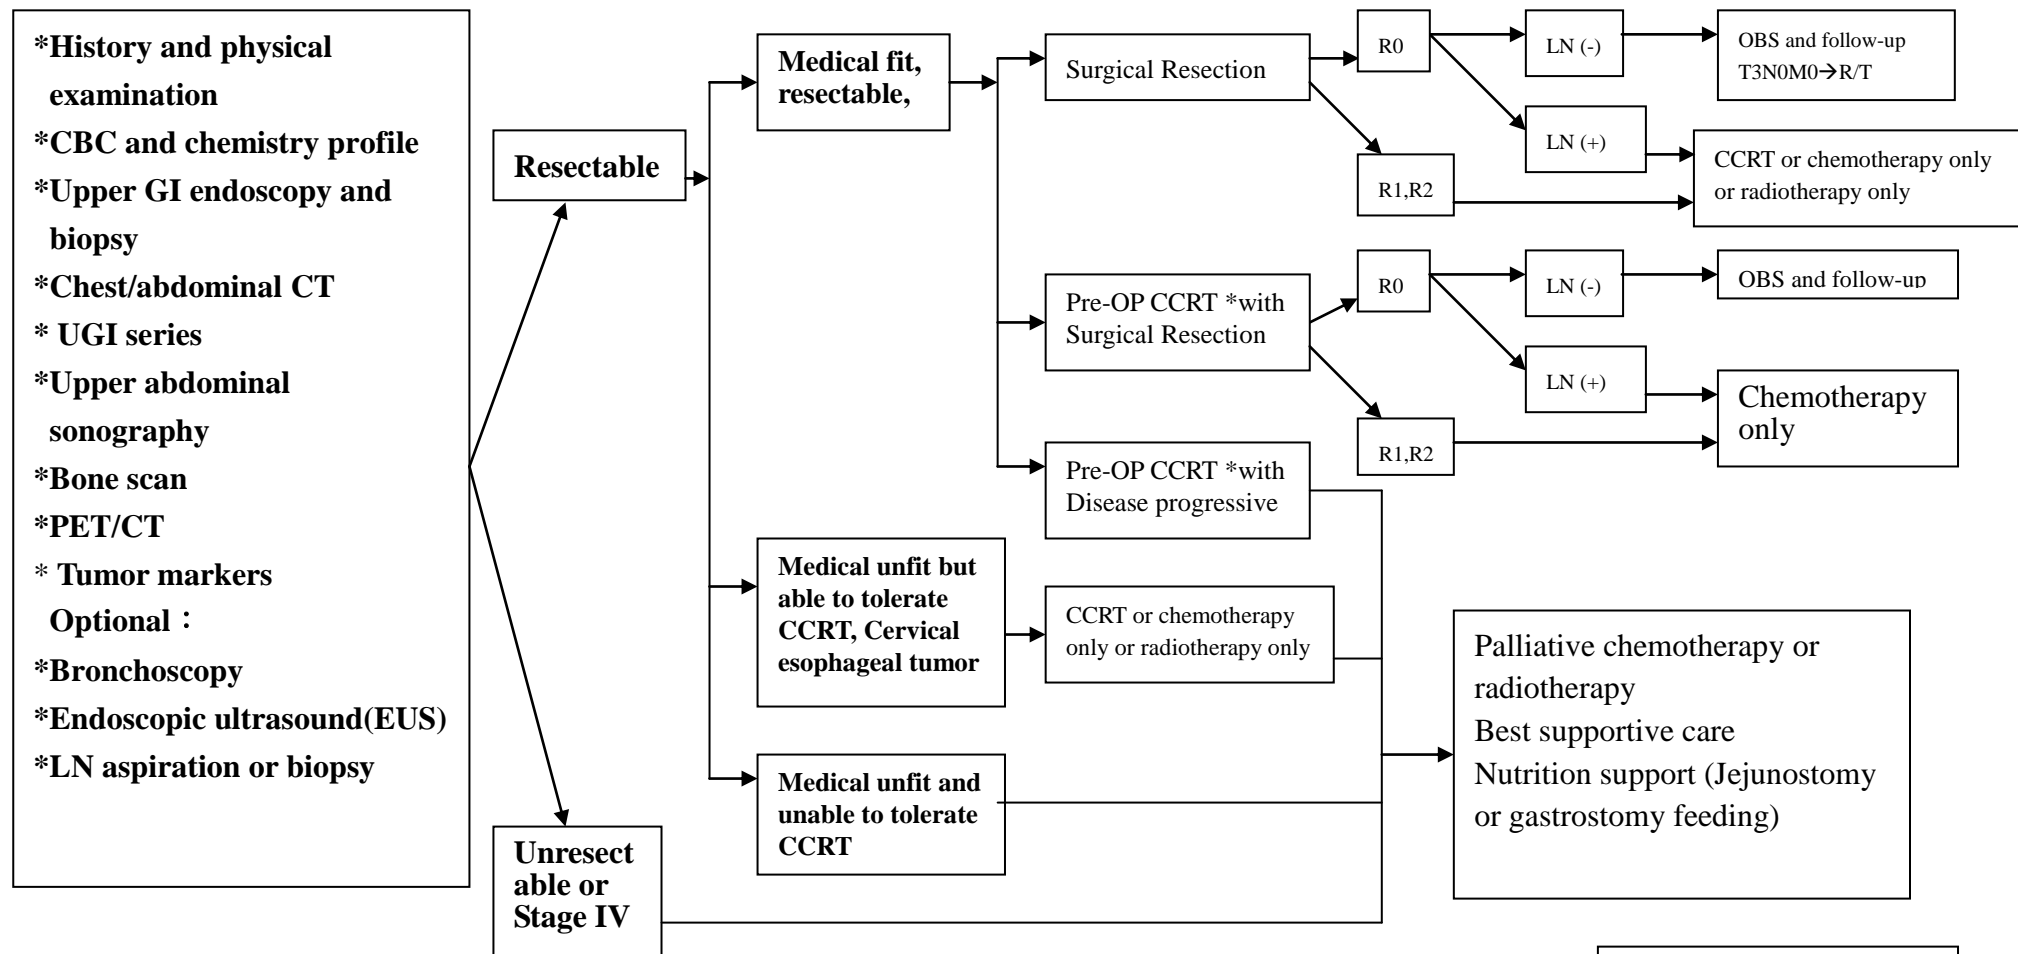 *History and physical
examination
*CBC and chemistry profile
*Upper GI endoscopy and
biopsy
*Chest/abdominal CT
* UGI series
*Upper abdominal
sonography
*Bone scan
*PET/CT
* Tumor markers
Optional：
*Bronchoscopy
*Endoscopic ultrasound(EUS)
*LN aspiration or biopsy
Resectable
Unresect
able or
Stage IV
Medical fit,
resectable,
Medical unfit but
able to tolerate
CCRT, Cervical
esophageal tumor
Medical unfit and
unable to tolerate
CCRT
Surgical Resection
Pre-OP CCRT *with
Surgical Resection
Pre-OP CCRT *with
Disease progressive
CCRT or chemotherapy
only or radiotherapy only
R0
R1,R2
LN (-)
LN (+)
OBS and follow-up
T3N0M0→R/T
CCRT or chemotherapy only
or radiotherapy only
R0
R1,R2
LN (-)
LN (+)
OBS and follow-up
Chemotherapy
only
Palliative chemotherapy or
radiotherapy
Best supportive care
Nutrition support (Jejunostomy
or gastrostomy feeding)